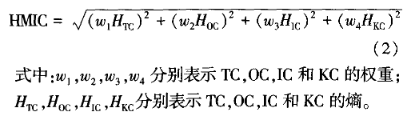 HMIC = √(w₁H_TC)² + (w₂H_OC)² + (w₃H_IC)² + (w₄H_KC)²
(2)
式中:w₁,w₂,w₃,w₄ 分别表示 TC,OC,IC 和 KC 的权重;
H_TC,H_OC,H_IC,H_KC分别表示 TC,OC,IC 和 KC 的熵。